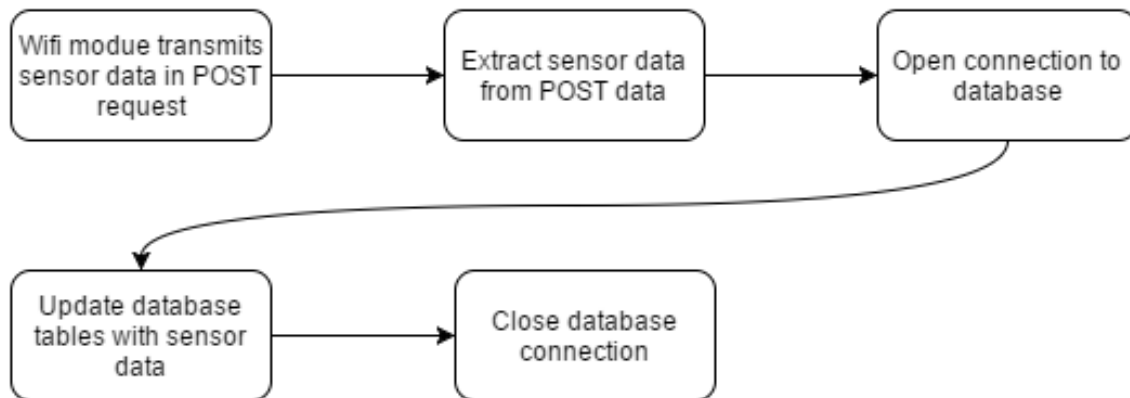 Wifi modue transmits
sensor data in POST
request
Extract sensor data
from POST data
Open connection to
database
Update database
tables with sensor
data
Close database
connection